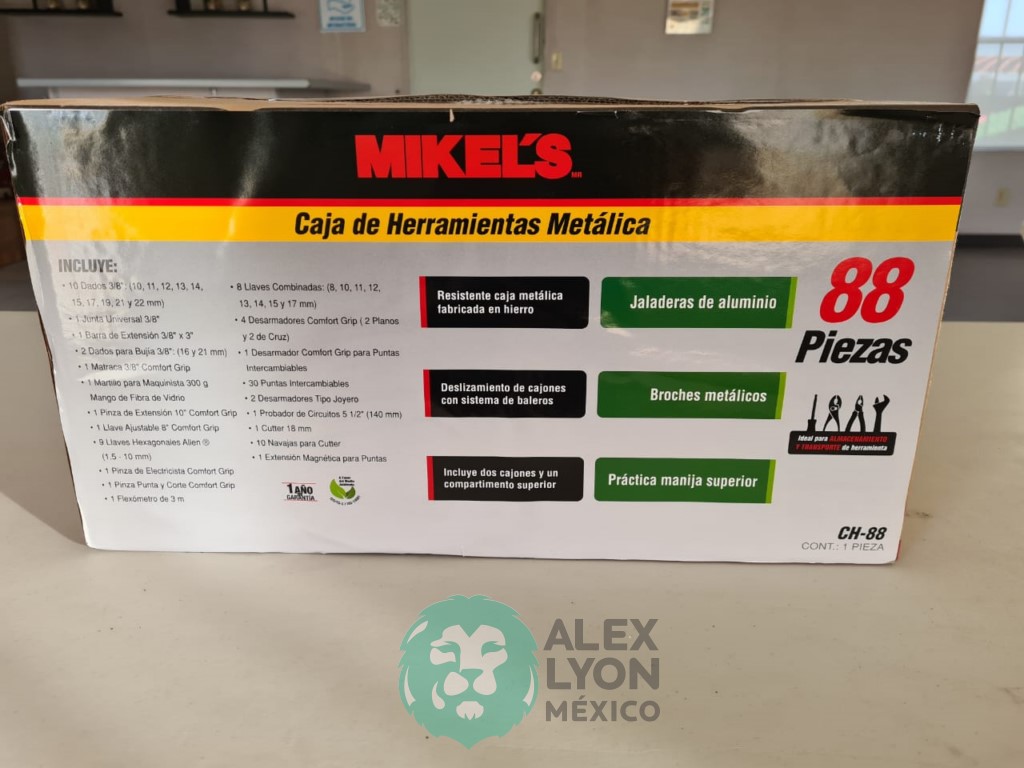 MIKEL'S
MR
Caja de Herramientas Metálica
INCLUYE:
• 10 Dados 3/8": (10, 11, 12, 13, 14,
15, 17, 19, 21 y 22 mm)
• 1 Junta Universal 3/8"
• 1 Barra de Extensión 3/8" x 3"
• 2 Dados para Bujía 3/8": (16 y 21 mm)
• 1 Matraca 3/8" Comfort Grip
• 1 Martillo para Maquinista 300 g
Mango de Fibra de Vidrio
• 1 Pinza de Extensión 10" Comfort Grip
• 1 Llave Ajustable 8" Comfort Grip
• 9 Llaves Hexagonales Allen ®
(1.5 - 10 mm)
• 1 Pinza de Electricista Comfort Grip
• 1 Pinza Punta y Corte Comfort Grip
• 1 Flexómetro de 3 m
• 8 Llaves Combinadas: (8, 10, 11, 12,
13, 14, 15 y 17 mm)
• 4 Desarmadores Comfort Grip ( 2 Planos
y 2 de Cruz)
• 1 Desarmador Comfort Grip para Puntas
Intercambiables
• 30 Puntas Intercambiables
• 2 Desarmadores Tipo Joyero
• 1 Probador de Circuitos 5 1/2" (140 mm)
• 1 Cutter 18 mm
• 10 Navajas para Cutter
• 1 Extensión Magnética para Puntas
1 AÑO
GARANTÍA
Resistente caja metálica
fabricada en hierro
Jaladeras de aluminio
Deslizamiento de cajones
con sistema de baleros
Broches metálicos
Incluye dos cajones y un
compartimento superior
Práctica manija superior
88
Piezas
Ideal para ALMACENAMIENTO
Y TRANSPORTE de herramienta
CH-88
CONT.: 1 PIEZA
ALEX
LYON
MÉXICO